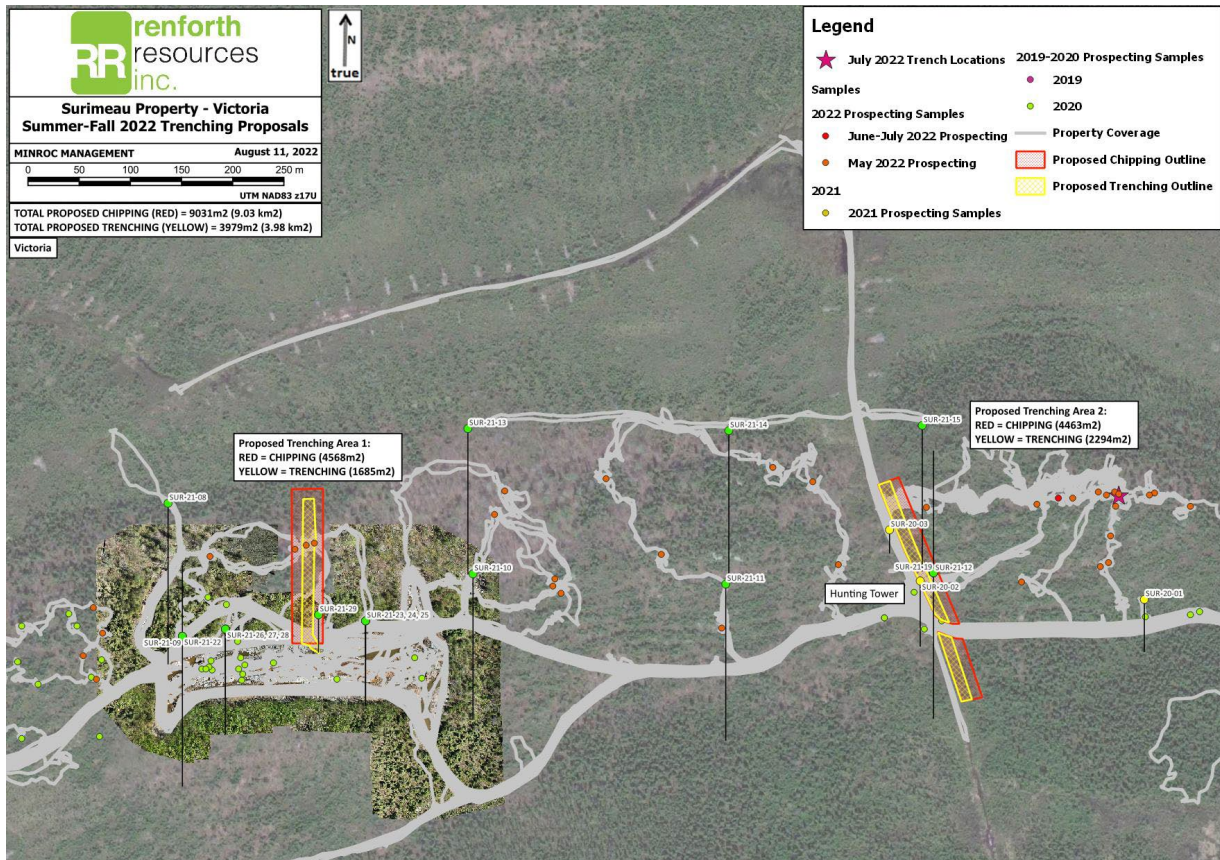 RR
renforth
resources
inc.
N
true
Surimeau Property - Victoria
Summer-Fall 2022 Trenching Proposals
MINROC MANAGEMENT August 11, 2022
0 50 100 150 200 250 m
UTM NAD83 z17U
TOTAL PROPOSED CHIPPING (RED) = 9031m2 (9.03 km2)
TOTAL PROPOSED TRENCHING (YELLOW) = 3979m2 (3.98 km2)
Victoria
Legend
July 2022 Trench Locations
Samples
2022 Prospecting Samples
June-July 2022 Prospecting
May 2022 Prospecting
2021
2021 Prospecting Samples
2019-2020 Prospecting Samples
2019
2020
Property Coverage
Proposed Chipping Outline
Proposed Trenching Outline
Proposed Trenching Area 1:
RED = CHIPPING (4568m2)
YELLOW = TRENCHING (1685m2)
Proposed Trenching Area 2:
RED = CHIPPING (4463m2)
YELLOW = TRENCHING (2294m2)
SUR-21-13
SUR-21-14
SUR-21-15
SUR-21-08
SUR-20-03
SUR-21-10
SUR-21-11
SUR-21-19
SUR-21-12
SUR-20-02
Hunting Tower
SUR-20-01
SUR-21-29
SUR-21-23, 24, 25
SUR-21-09
SUR-21-22
SUR-21-26, 27, 28